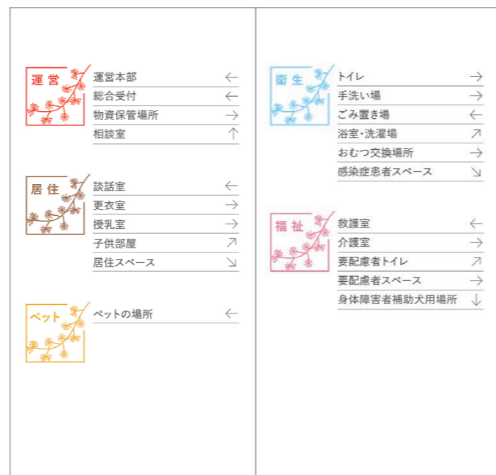 運営
運営本部 ←
総合受付 ←
物資保管場所 →
相談室 ↑
居住
談話室 ←
更衣室 →
授乳室 →
子供部屋 ↗
居住スペース ↘
ペット
ペットの場所 ←
衛生
トイレ →
手洗い場 →
ごみ置き場 ←
浴室・洗濯場 ↗
おむつ交換場所 →
感染症患者スペース ↘
福祉
救護室 ←
介護室 →
要配慮者トイレ ↗
要配慮者スペース →
身体障害者補助犬用場所 ↓